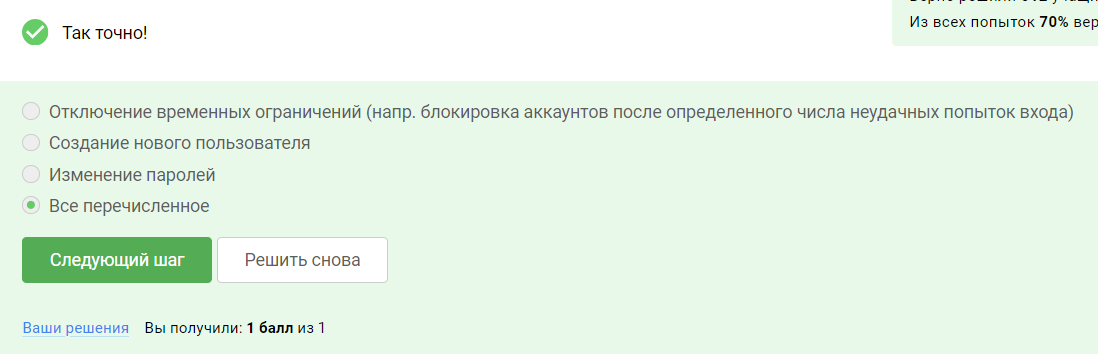 Так точно!
Из всех попыток 70% вер
Отключение временных ограничений (напр. блокировка аккаунтов после определенного числа неудачных попыток входа)
Создание нового пользователя
Изменение паролей
Все перечисленное
Следующий шаг
Решить снова
Ваши решения
Вы получили: 1 балл из 1